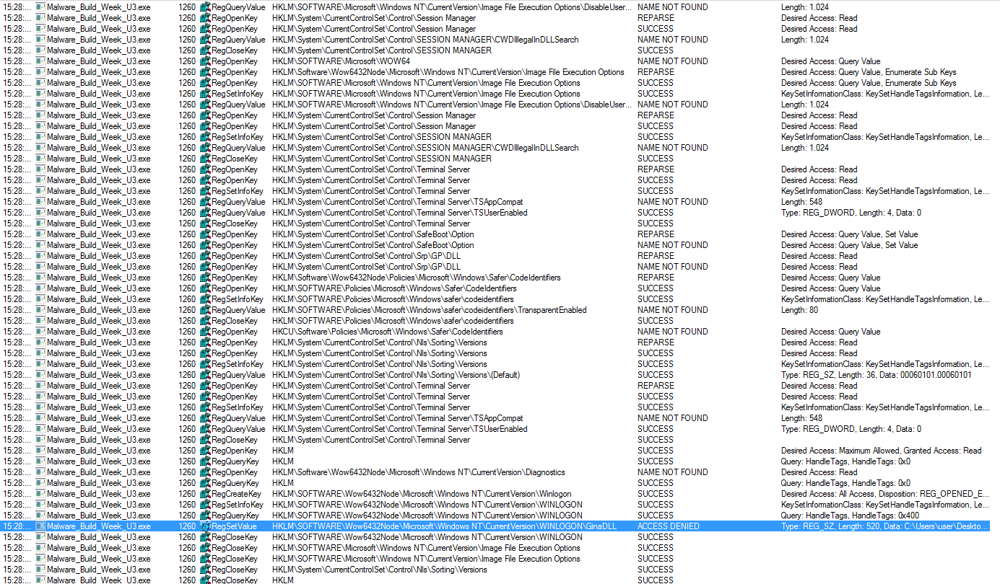 15:28:... Malware_Build_Week_U3.exe 1260 RegQueryValue HKLM\SOFTWARE\Microsoft\Windows NT\CurrentVersion\Image File Execution Options\DisableUser... NAME NOT FOUND Length: 1.024
15:28:... Malware_Build_Week_U3.exe 1260 RegOpenKey HKLM\System\CurrentControlSet\Control\Session Manager REPARSE Desired Access: Read
15:28:... Malware_Build_Week_U3.exe 1260 RegOpenKey HKLM\System\CurrentControlSet\Control\Session Manager SUCCESS Desired Access: Read
15:28:... Malware_Build_Week_U3.exe 1260 RegQueryValue HKLM\System\CurrentControlSet\Control\SESSION MANAGER\CWDIllegalInDLLSearch NAME NOT FOUND Length: 1.024
15:28:... Malware_Build_Week_U3.exe 1260 RegCloseKey HKLM\System\CurrentControlSet\Control\SESSION MANAGER SUCCESS
15:28:... Malware_Build_Week_U3.exe 1260 RegOpenKey HKLM\SOFTWARE\Microsoft\WOW64 NAME NOT FOUND Desired Access: Query Value
15:28:... Malware_Build_Week_U3.exe 1260 RegOpenKey HKLM\Software\Wow6432Node\Microsoft\Windows NT\CurrentVersion\Image File Execution Options REPARSE Desired Access: Query Value, Enumerate Sub Keys
15:28:... Malware_Build_Week_U3.exe 1260 RegOpenKey HKLM\SOFTWARE\Microsoft\Windows NT\CurrentVersion\Image File Execution Options SUCCESS Desired Access: Query Value, Enumerate Sub Keys
15:28:... Malware_Build_Week_U3.exe 1260 RegSetInfoKey HKLM\SOFTWARE\Microsoft\Windows NT\CurrentVersion\Image File Execution Options SUCCESS KeySetInformationClass: KeySetHandleTagsInformation, Le...
15:28:... Malware_Build_Week_U3.exe 1260 RegQueryValue HKLM\SOFTWARE\Microsoft\Windows NT\CurrentVersion\Image File Execution Options\DisableUser... NAME NOT FOUND Length: 1.024
15:28:... Malware_Build_Week_U3.exe 1260 RegOpenKey HKLM\System\CurrentControlSet\Control\Session Manager REPARSE Desired Access: Read
15:28:... Malware_Build_Week_U3.exe 1260 RegOpenKey HKLM\System\CurrentControlSet\Control\Session Manager SUCCESS Desired Access: Read
15:28:... Malware_Build_Week_U3.exe 1260 RegSetInfoKey HKLM\System\CurrentControlSet\Control\SESSION MANAGER SUCCESS KeySetInformationClass: KeySetHandleTagsInformation, Le...
15:28:... Malware_Build_Week_U3.exe 1260 RegQueryValue HKLM\System\CurrentControlSet\Control\SESSION MANAGER\CWDIllegalInDLLSearch NAME NOT FOUND Length: 1.024
15:28:... Malware_Build_Week_U3.exe 1260 RegCloseKey HKLM\System\CurrentControlSet\Control\SESSION MANAGER SUCCESS
15:28:... Malware_Build_Week_U3.exe 1260 RegOpenKey HKLM\System\CurrentControlSet\Control\Terminal Server REPARSE Desired Access: Read
15:28:... Malware_Build_Week_U3.exe 1260 RegOpenKey HKLM\System\CurrentControlSet\Control\Terminal Server SUCCESS Desired Access: Read
15:28:... Malware_Build_Week_U3.exe 1260 RegSetInfoKey HKLM\System\CurrentControlSet\Control\Terminal Server SUCCESS KeySetInformationClass: KeySetHandleTagsInformation, Le...
15:28:... Malware_Build_Week_U3.exe 1260 RegQueryValue HKLM\System\CurrentControlSet\Control\Terminal Server\TSAppCompat NAME NOT FOUND Length: 548
15:28:... Malware_Build_Week_U3.exe 1260 RegQueryValue HKLM\System\CurrentControlSet\Control\Terminal Server\TSUserEnabled SUCCESS Type: REG_DWORD, Length: 4, Data: 0
15:28:... Malware_Build_Week_U3.exe 1260 RegCloseKey HKLM\System\CurrentControlSet\Control\Terminal Server SUCCESS
15:28:... Malware_Build_Week_U3.exe 1260 RegOpenKey HKLM\System\CurrentControlSet\Control\SafeBoot\Option REPARSE Desired Access: Query Value, Set Value
15:28:... Malware_Build_Week_U3.exe 1260 RegOpenKey HKLM\System\CurrentControlSet\Control\SafeBoot\Option NAME NOT FOUND Desired Access: Query Value, Set Value
15:28:... Malware_Build_Week_U3.exe 1260 RegOpenKey HKLM\System\CurrentControlSet\Control\Srp\GP\DLL REPARSE Desired Access: Read
15:28:... Malware_Build_Week_U3.exe 1260 RegOpenKey HKLM\System\CurrentControlSet\Control\Srp\GP\DLL NAME NOT FOUND Desired Access: Read
15:28:... Malware_Build_Week_U3.exe 1260 RegOpenKey HKLM\Software\Wow6432Node\Policies\Microsoft\Windows\Safer\CodeIdentifiers REPARSE Desired Access: Query Value
15:28:... Malware_Build_Week_U3.exe 1260 RegOpenKey HKLM\SOFTWARE\Policies\Microsoft\Windows\Safer\CodeIdentifiers SUCCESS Desired Access: Query Value
15:28:... Malware_Build_Week_U3.exe 1260 RegSetInfoKey HKLM\SOFTWARE\Policies\Microsoft\Windows\safer\codeidentifiers SUCCESS KeySetInformationClass: KeySetHandleTagsInformation, Le...
15:28:... Malware_Build_Week_U3.exe 1260 RegQueryValue HKLM\SOFTWARE\Policies\Microsoft\Windows\safer\codeidentifiers\TransparentEnabled NAME NOT FOUND Length: 80
15:28:... Malware_Build_Week_U3.exe 1260 RegCloseKey HKLM\SOFTWARE\Policies\Microsoft\Windows\safer\codeidentifiers SUCCESS
15:28:... Malware_Build_Week_U3.exe 1260 RegOpenKey HKCU\Software\Policies\Microsoft\Windows\Safer\CodeIdentifiers NAME NOT FOUND Desired Access: Query Value
15:28:... Malware_Build_Week_U3.exe 1260 RegOpenKey HKLM\System\CurrentControlSet\Control\Nls\Sorting\Versions REPARSE Desired Access: Read
15:28:... Malware_Build_Week_U3.exe 1260 RegOpenKey HKLM\System\CurrentControlSet\Control\Nls\Sorting\Versions SUCCESS Desired Access: Read
15:28:... Malware_Build_Week_U3.exe 1260 RegSetInfoKey HKLM\System\CurrentControlSet\Control\Nls\Sorting\Versions SUCCESS KeySetInformationClass: KeySetHandleTagsInformation, Le...
15:28:... Malware_Build_Week_U3.exe 1260 RegQueryValue HKLM\System\CurrentControlSet\Control\Nls\Sorting\Versions\(Default) SUCCESS Type: REG_SZ, Length: 36, Data: 00060101.00060101
15:28:... Malware_Build_Week_U3.exe 1260 RegOpenKey HKLM\System\CurrentControlSet\Control\Terminal Server REPARSE Desired Access: Read
15:28:... Malware_Build_Week_U3.exe 1260 RegOpenKey HKLM\System\CurrentControlSet\Control\Terminal Server SUCCESS Desired Access: Read
15:28:... Malware_Build_Week_U3.exe 1260 RegSetInfoKey HKLM\System\CurrentControlSet\Control\Terminal Server SUCCESS KeySetInformationClass: KeySetHandleTagsInformation, Le...
15:28:... Malware_Build_Week_U3.exe 1260 RegQueryValue HKLM\System\CurrentControlSet\Control\Terminal Server\TSAppCompat NAME NOT FOUND Length: 548
15:28:... Malware_Build_Week_U3.exe 1260 RegQueryValue HKLM\System\CurrentControlSet\Control\Terminal Server\TSUserEnabled SUCCESS Type: REG_DWORD, Length: 4, Data: 0
15:28:... Malware_Build_Week_U3.exe 1260 RegCloseKey HKLM\System\CurrentControlSet\Control\Terminal Server SUCCESS
15:28:... Malware_Build_Week_U3.exe 1260 RegOpenKey HKLM SUCCESS Desired Access: Maximum Allowed, Granted Access: Read
15:28:... Malware_Build_Week_U3.exe 1260 RegQueryKey HKLM SUCCESS Query: HandleTags, HandleTags: 0x0
15:28:... Malware_Build_Week_U3.exe 1260 RegOpenKey HKLM\Software\Wow6432Node\Microsoft\Windows NT\CurrentVersion\Diagnostics NAME NOT FOUND Desired Access: Read
15:28:... Malware_Build_Week_U3.exe 1260 RegQueryKey HKLM SUCCESS Query: HandleTags, HandleTags: 0x0
15:28:... Malware_Build_Week_U3.exe 1260 RegCreateKey HKLM\SOFTWARE\Wow6432Node\Microsoft\Windows NT\CurrentVersion\Winlogon SUCCESS Desired Access: All Access, Disposition: REG_OPENED_E...
15:28:... Malware_Build_Week_U3.exe 1260 RegSetInfoKey HKLM\SOFTWARE\Wow6432Node\Microsoft\Windows NT\CurrentVersion\WINLOGON SUCCESS KeySetInformationClass: KeySetHandleTagsInformation, Le...
15:28:... Malware_Build_Week_U3.exe 1260 RegQueryKey HKLM\SOFTWARE\Wow6432Node\Microsoft\Windows NT\CurrentVersion\WINLOGON SUCCESS Query: HandleTags, HandleTags: 0x400
15:28:... Malware_Build_Week_U3.exe 1260 RegSetValue HKLM\SOFTWARE\Wow6432Node\Microsoft\Windows NT\CurrentVersion\WINLOGON\GinaDLL ACCESS DENIED Type: REG_SZ, Length: 520, Data: C:\Users\user\Deskto...
15:28:... Malware_Build_Week_U3.exe 1260 RegCloseKey HKLM\SOFTWARE\Wow6432Node\Microsoft\Windows NT\CurrentVersion\WINLOGON SUCCESS
15:28:... Malware_Build_Week_U3.exe 1260 RegCloseKey HKLM\SOFTWARE\Microsoft\Windows NT\CurrentVersion\Image File Execution Options SUCCESS
15:28:... Malware_Build_Week_U3.exe 1260 RegCloseKey HKLM\SOFTWARE\Microsoft\Windows NT\CurrentVersion\Image File Execution Options SUCCESS
15:28:... Malware_Build_Week_U3.exe 1260 RegCloseKey HKLM\System\CurrentControlSet\Control\Nls\Sorting\Versions SUCCESS
15:28:... Malware_Build_Week_U3.exe 1260 RegCloseKey HKLM SUCCESS